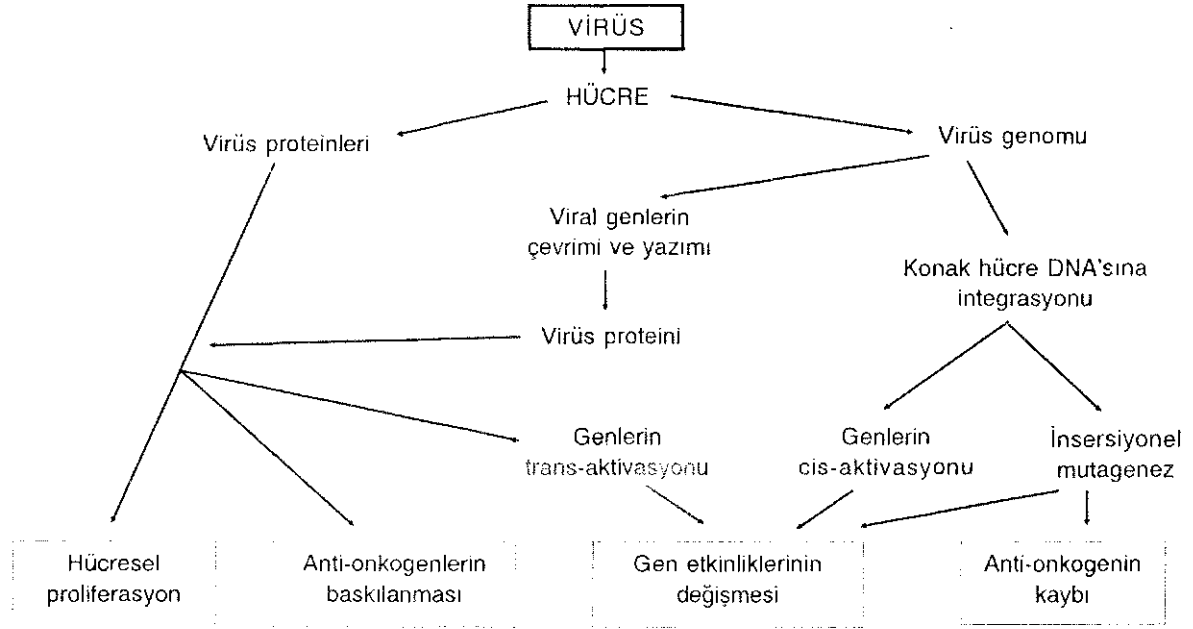 VİRÜS
HÜCRE
Virüs proteinleri
Virüs genomu
Viral genlerin
çevrimi ve yazımı
Konak hücre DNA'sına
integrasyonu
Virüs proteini
Genlerin
trans-aktivasyonu
Genlerin
cis-aktivasyonu
İnsersiyonel
mutagenez
Hücresel
proliferasyon
Anti-onkogenlerin
baskılanması
Gen etkinliklerinin
değişmesi
Anti-onkogenin
kaybı